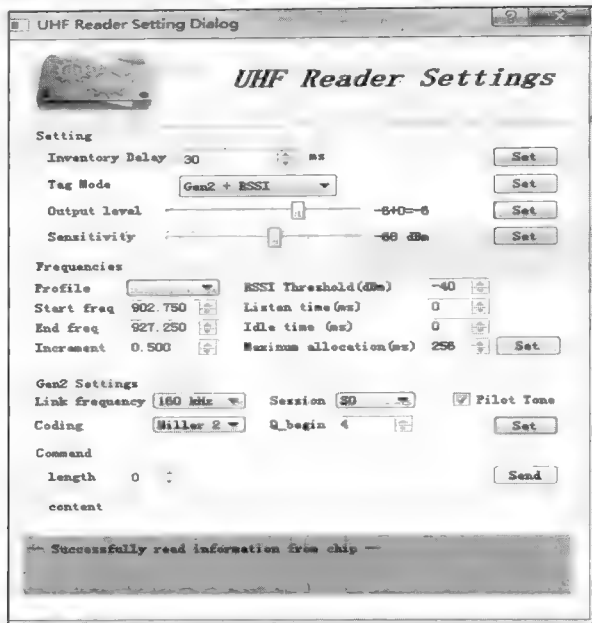 UHF Reader Setting Dialog
UHF Reader Settings
Setting
Inventory Delay 30 ms Set
Tag Mode Gen2 + RSSI Set
Output level -6+0=-6 Set
Sensitivity -68 dBm Set
Frequencies
Profile RSSI Threshold(dBm) -40
Start freq 902.750 Listen time(ms) 0
End freq 927.250 Idle time (ms) 0
Increment 0.500 Maximum allocation(ms) 256 Set
Gen2 Settings
Link frequency 160 kHz Session S0 Pilot Tone
Coding Miller 2 Q_begin 4 Set
Command
length 0 Send
content
-- Successfully read information from chip --